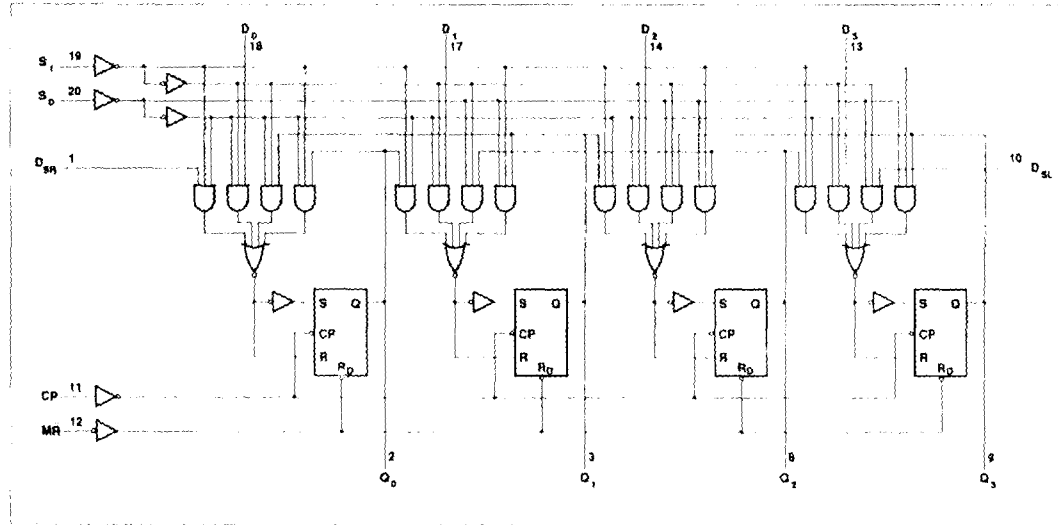 D0 D1 D2 D3
18 17 14 13
S1 19
S0 20
DSR 1
10 DSL
S Q S Q S Q S Q
CP CP CP CP
R R R R
RD RD RD RD
CP 11
MR 12
2 3 8 9
Q0 Q1 Q2 Q3